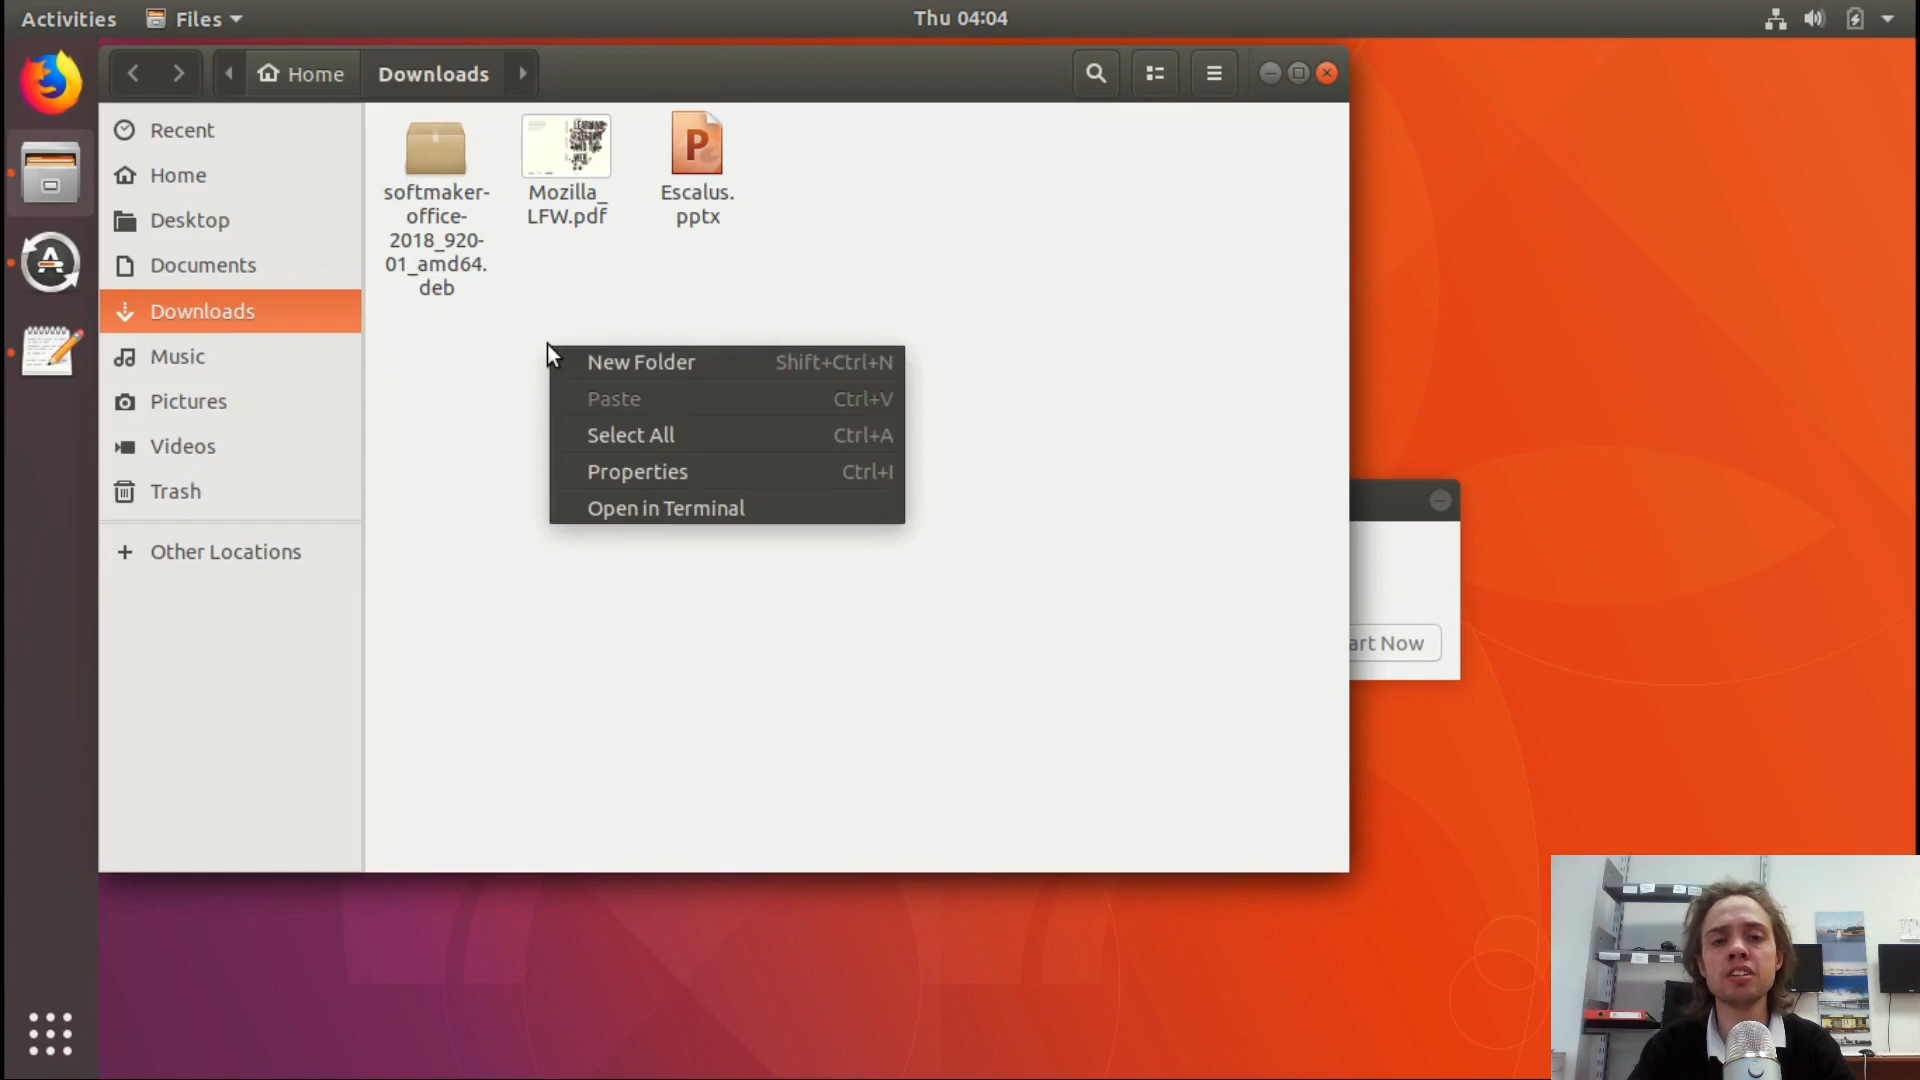 Activities Files Thu 04:04
Home Downloads
Recent
Home
Desktop
Documents
Downloads
Music
Pictures
Videos
Trash
Other Locations
softmaker-
office-
2018_920-
01_amd64.
deb
Mozilla_
LFW.pdf
Escalus.
pptx
New Folder Shift+Ctrl+N
Paste Ctrl+V
Select All Ctrl+A
Properties Ctrl+I
Open in Terminal
art Now